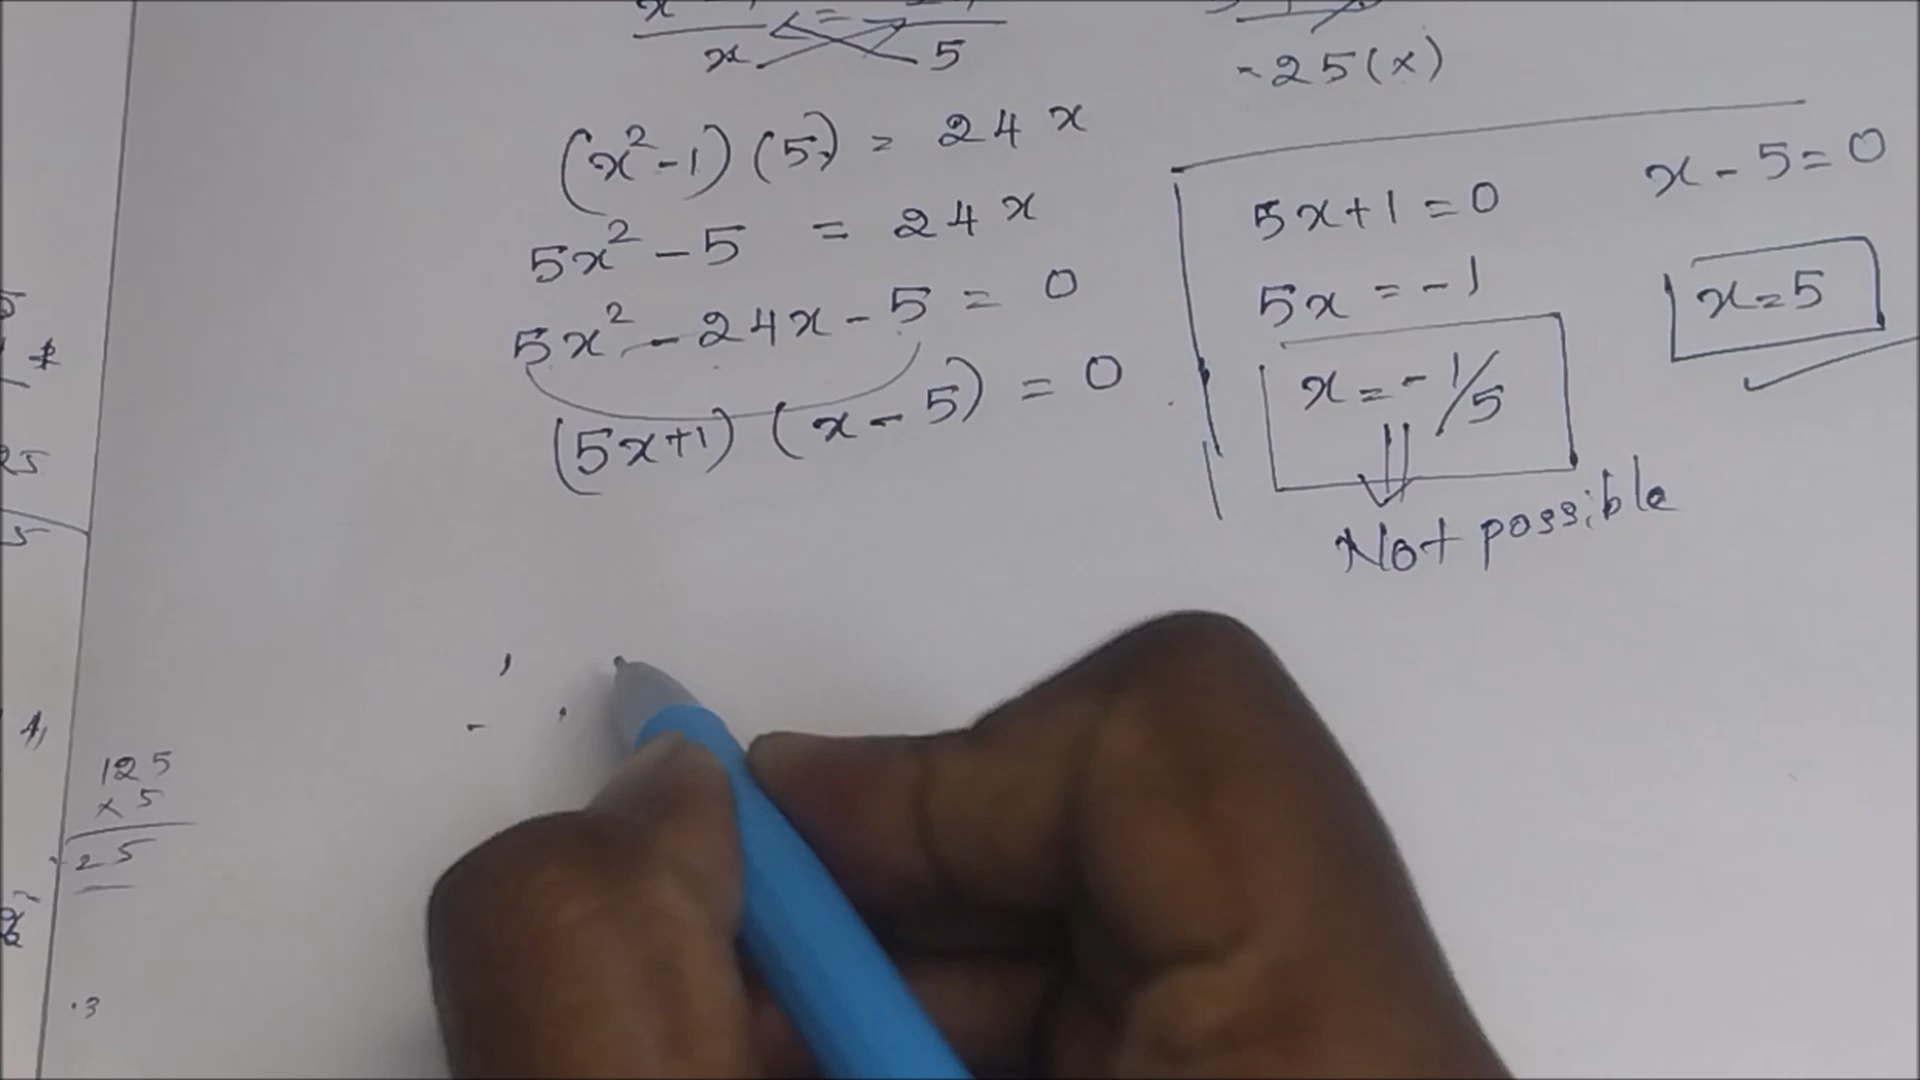 x 5
-25(x)
(x²-1)(5) = 24x
5x² - 5 = 24x
5x² - 24x - 5 = 0
(5x+1) (x-5) = 0
5x+1=0
5x = -1
x = -1/5
Not possible
x-5=0
x=5
125
x 5
25
.3